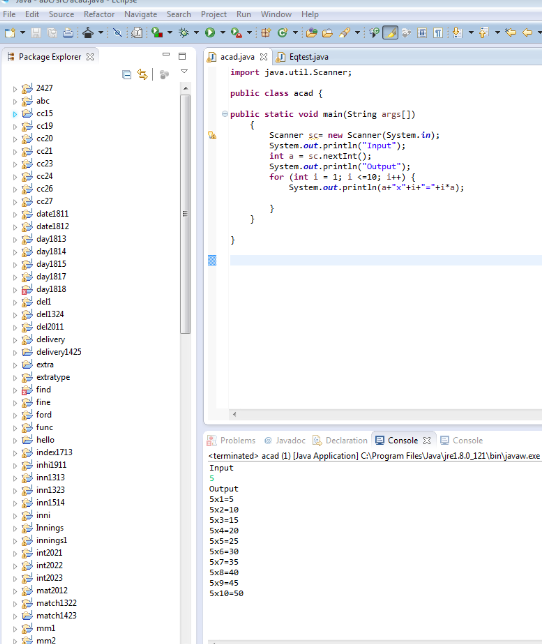 Java - abc/src/acad.java - Eclipse
File Edit Source Refactor Navigate Search Project Run Window Help
Package Explorer
2427
abc
cc15
cc19
cc20
cc21
cc23
cc24
cc26
cc27
date1811
date1812
day1813
day1814
day1815
day1817
day1818
del1
del1324
del2011
delivery
delivery1425
extra
extratype
find
fine
ford
func
hello
index1713
inhi1911
inn1313
inn1323
inn1514
inni
Innings
innings1
int2021
int2022
int2023
mat2012
match1322
match1423
mm1
mm2
acad.java Eqtest.java
import java.util.Scanner;
public class acad {
public static void main(String args[])
{
Scanner sc= new Scanner(System.in);
System.out.println("Input");
int a = sc.nextInt();
System.out.println("Output");
for (int i = 1; i <=10; i++) {
System.out.println(a+"x"+i+"="+i*a);
}
}
}
Problems @ Javadoc Declaration Console Console
<terminated> acad (1) [Java Application] C:\Program Files\Java\jre1.8.0_121\bin\javaw.exe
Input
5
Output
5x1=5
5x2=10
5x3=15
5x4=20
5x5=25
5x6=30
5x7=35
5x8=40
5x9=45
5x10=50